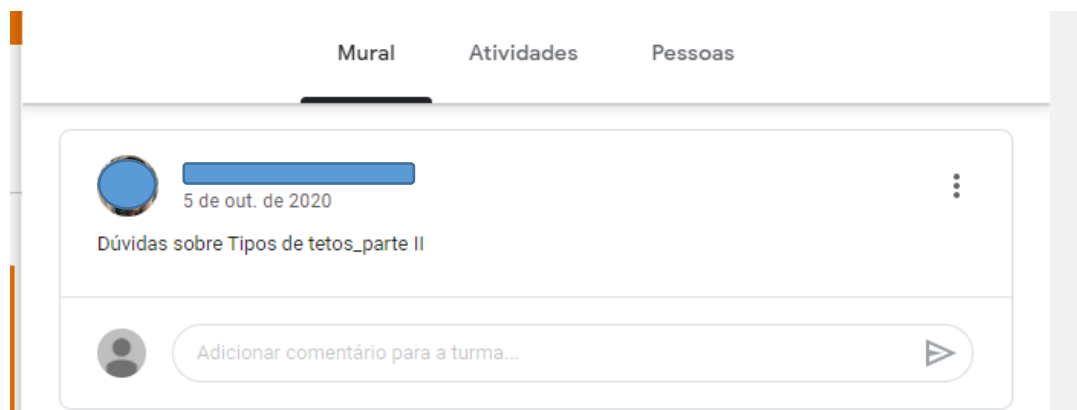 Mural Atividades Pessoas
5 de out. de 2020
Dúvidas sobre Tipos de tetos_parte II
Adicionar comentário para a turma...